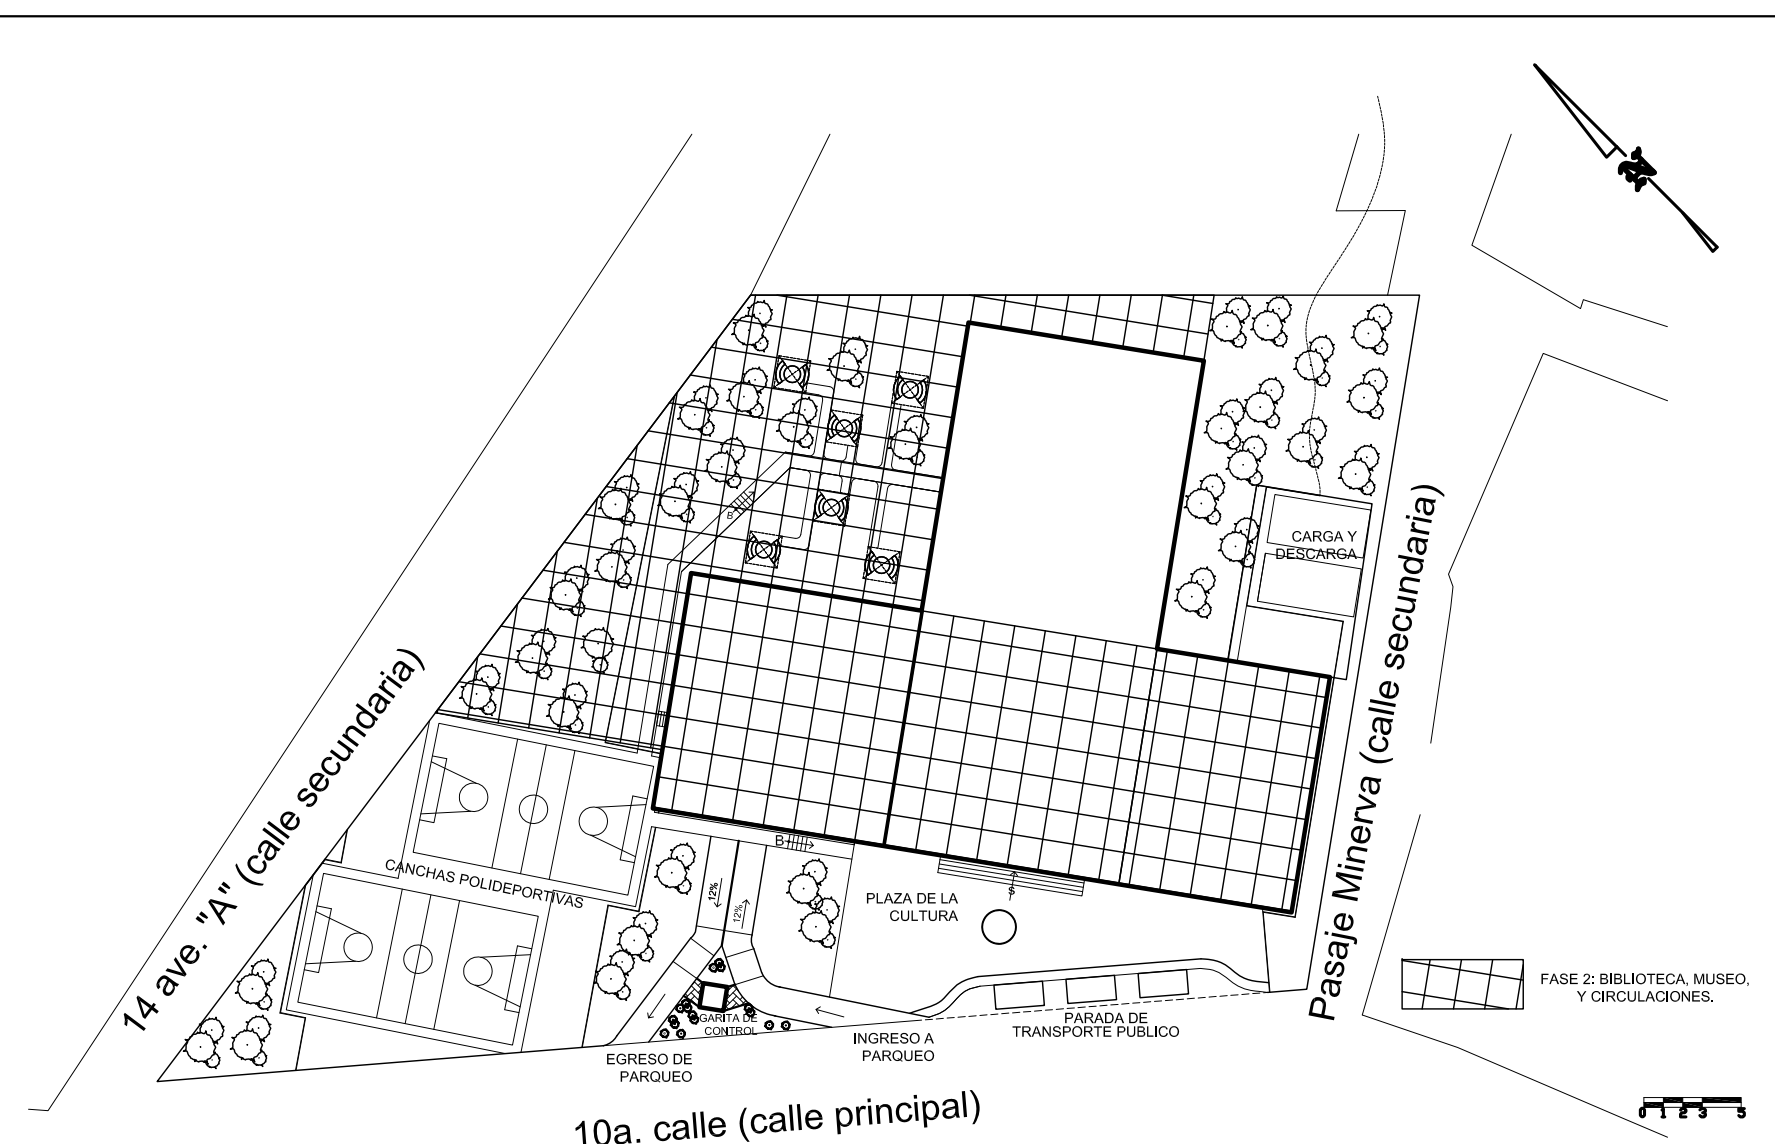 N
CARGA Y
DESCARGA
B
14 ave. "A" (calle secundaria)
Pasaje Minerva (calle secundaria)
B
CANCHAS POLIDEPORTIVAS
12%
12%
S
PLAZA DE LA
CULTURA
FASE 2: BIBLIOTECA, MUSEO,
Y CIRCULACIONES.
GARITA DE
CONTROL
PARADA DE
TRANSPORTE PUBLICO
INGRESO A
PARQUEO
EGRESO DE
PARQUEO
10a. calle (calle principal)
0 1 2 3 5